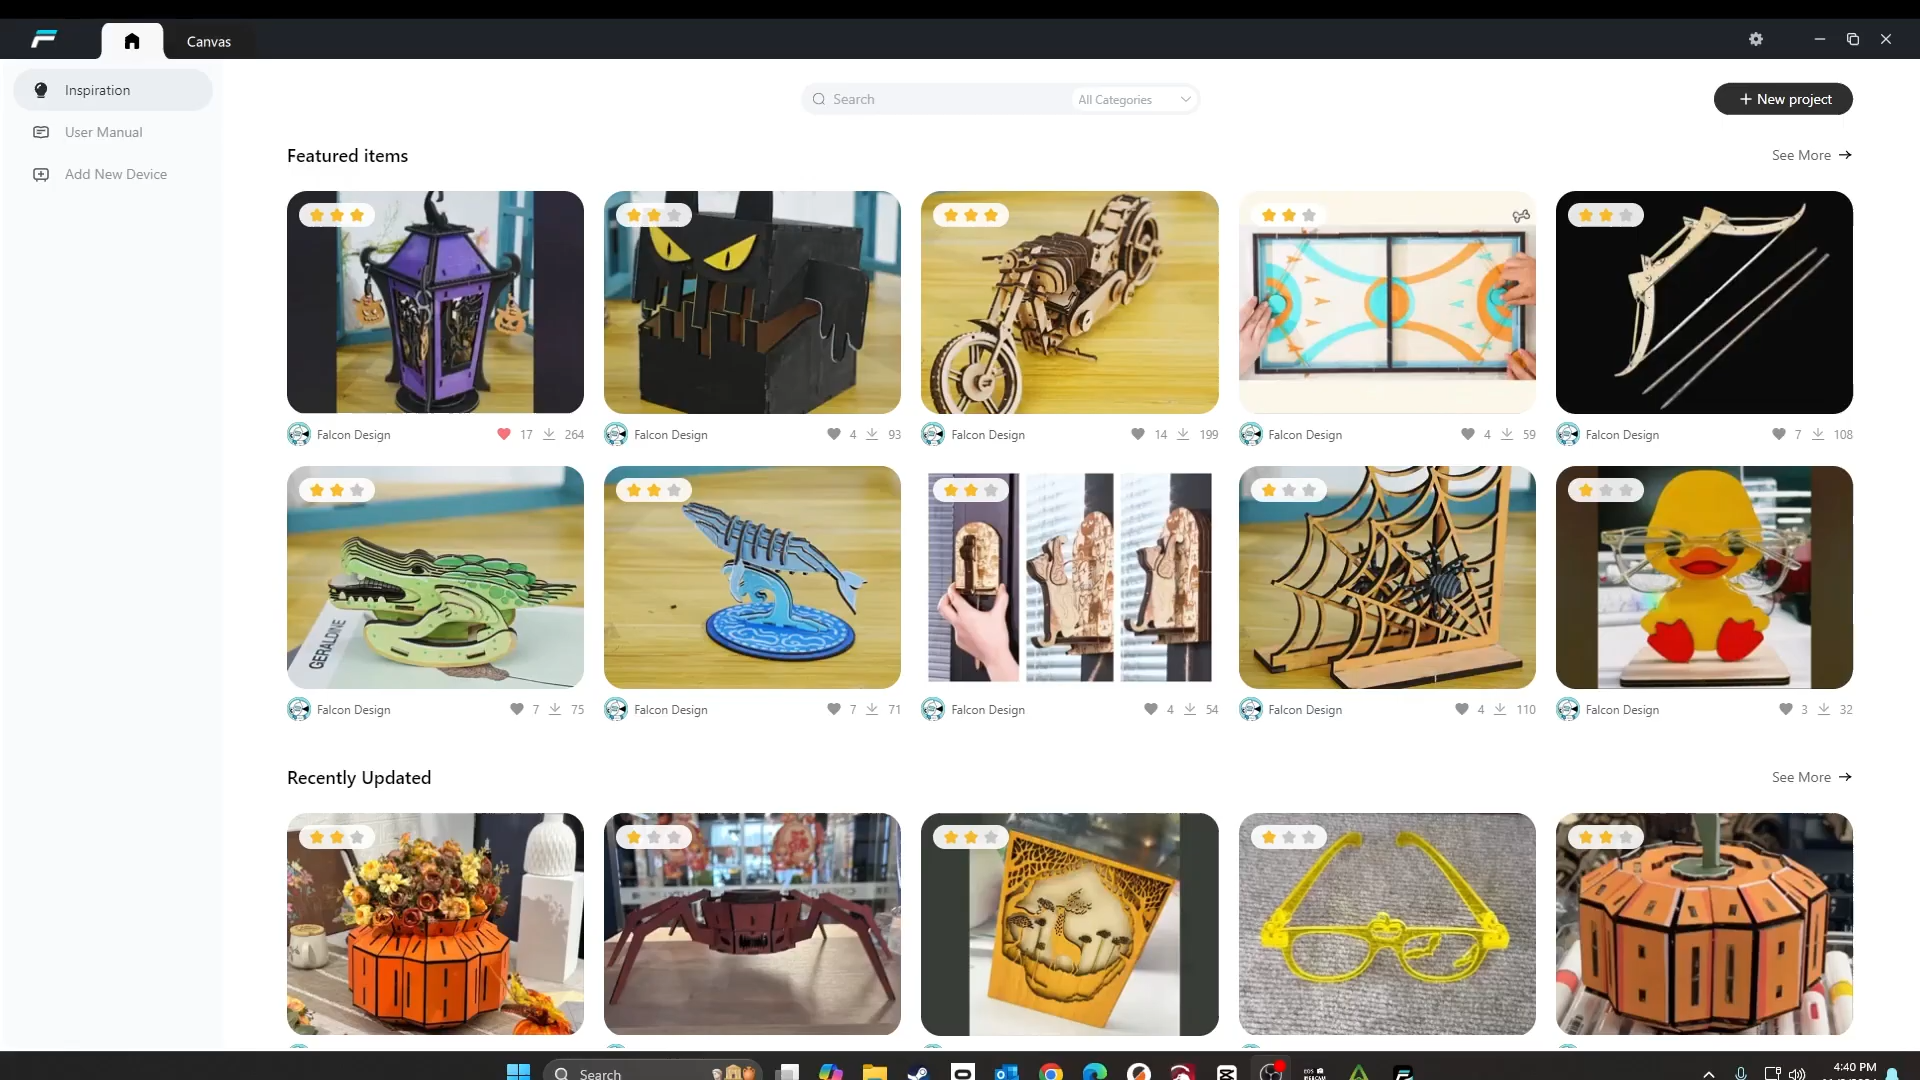 Canvas
Inspiration
User Manual
Add New Device
Search
All Categories
+ New project
Featured items
See More
Falcon Design 17 264
Falcon Design 4 93
Falcon Design 14 199
Falcon Design 4 59
Falcon Design 7 108
GERALDINE
Falcon Design 7 75
Falcon Design 7 71
Falcon Design 4 54
Falcon Design 4 110
Falcon Design 3 32
Recently Updated
See More
Search
4:40 PM